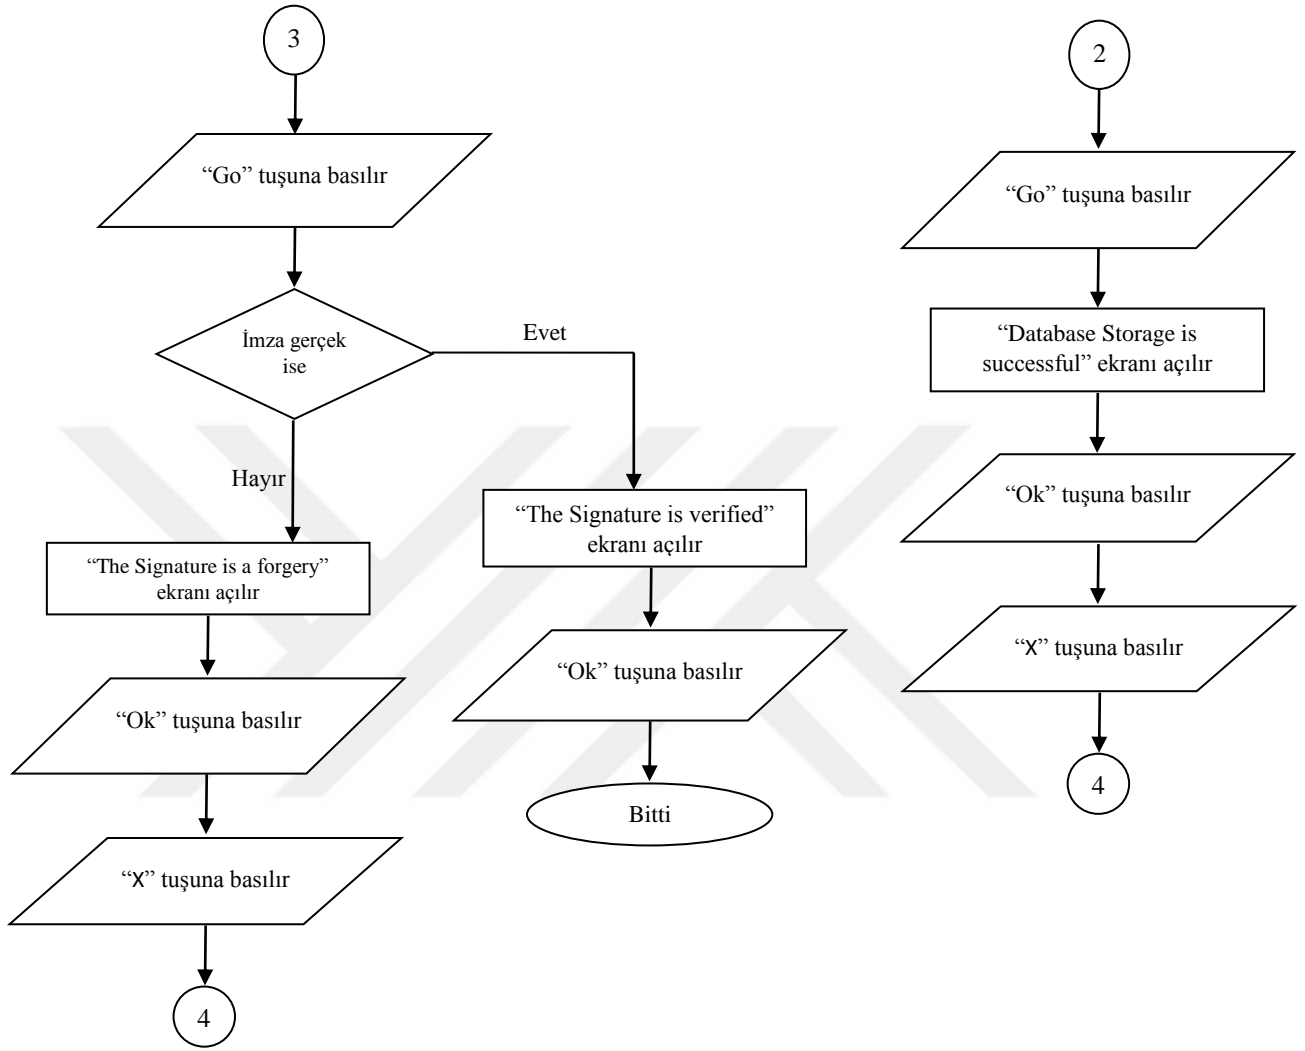 3
“Go” tuşuna basılır
İmza gerçek
ise
Evet
Hayır
“The Signature is a forgery”
ekranı açılır
“Ok” tuşuna basılır
“X” tuşuna basılır
4
“The Signature is verified”
ekranı açılır
“Ok” tuşuna basılır
Bitti
2
“Go” tuşuna basılır
“Database Storage is
successful” ekranı açılır
“Ok” tuşuna basılır
“X” tuşuna basılır
4